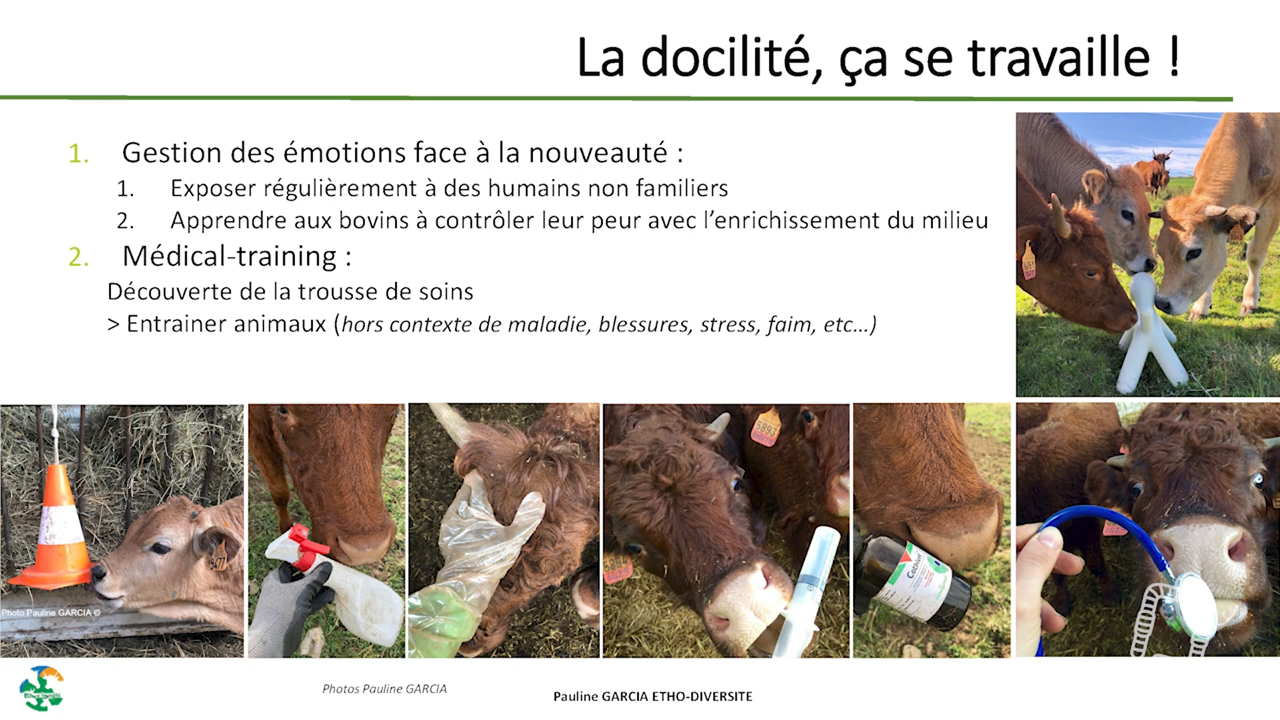 La docilité, ça se travaille !
1. Gestion des émotions face à la nouveauté :
1. Exposer régulièrement à des humains non familiers
2. Apprendre aux bovins à contrôler leur peur avec l’enrichissement du milieu
2. Médical-training :
Découverte de la trousse de soins
> Entrainer animaux (hors contexte de maladie, blessures, stress, faim, etc…)
5893
Photo Pauline GARCIA ©
Photos Pauline GARCIA
Pauline GARCIA ETHO-DIVERSITE